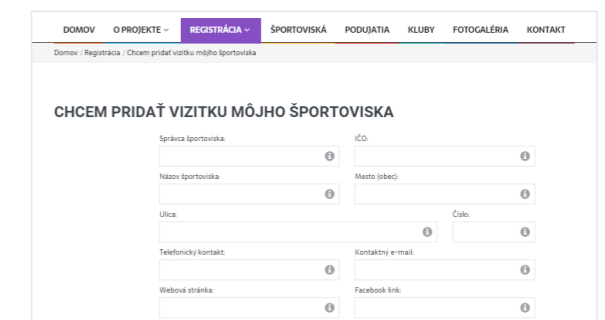 DOMOV O PROJEKTE REGISTRÁCIA ŠPORTOVISKÁ PODUJATIA KLUBY FOTOGALÉRIA KONTAKT
Domov / Registrácia / Chcem pridať vizitku môjho športoviska
CHCEM PRIDAŤ VIZITKU MÔJHO ŠPORTOVISKA
Správca športoviska: IČO:
Názov športoviska: Mesto (obec):
Ulica: Číslo:
Telefonický kontakt: Kontaktný e-mail:
Webová stránka: Facebook link: